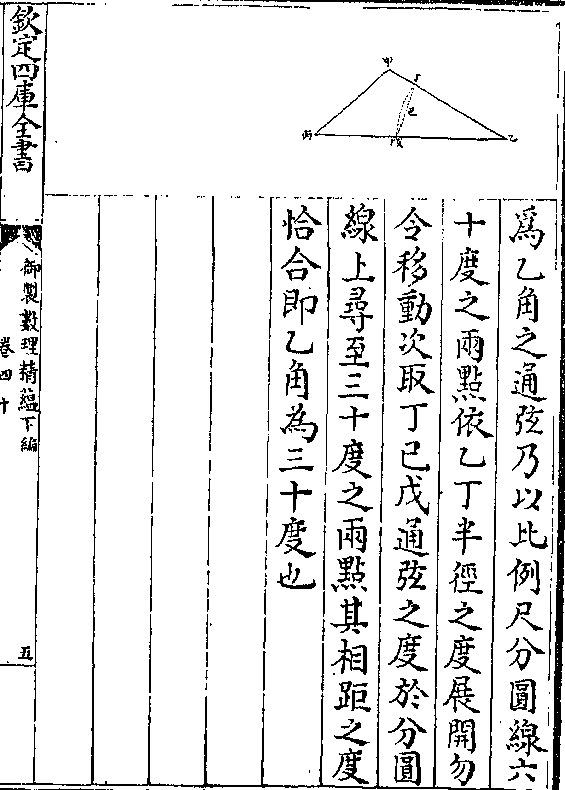 甲
丁
己
丙
戊
乙
爲乙角之通弦乃以比例尺分圓線六
十度之兩點依乙丁半徑之度展開勿
令移動次取丁己戊通弦之度於分圓
線上尋至三十度之兩點其相距之度
恰合即乙角為三十度也
欽定四庫全書
御製數理精蘊下編
卷四十
五